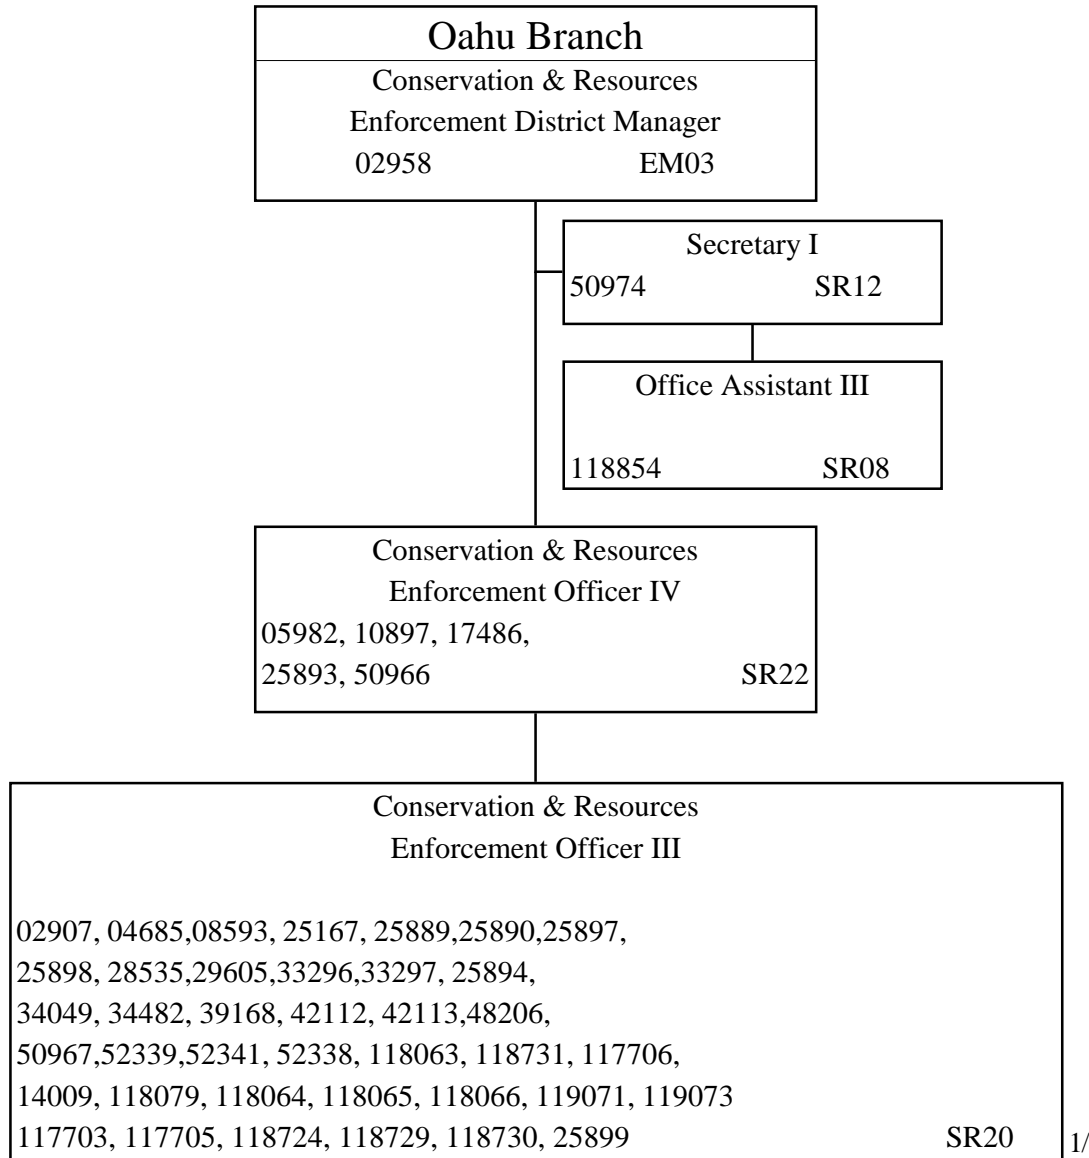 Oahu Branch
Conservation & Resources
Enforcement District Manager
02958 EM03
Secretary I
50974 SR12
Office Assistant III
118854 SR08
Conservation & Resources
Enforcement Officer IV
05982, 10897, 17486,
25893, 50966 SR22
Conservation & Resources
Enforcement Officer III
02907, 04685,08593, 25167, 25889,25890,25897,
25898, 28535,29605,33296,33297, 25894,
34049, 34482, 39168, 42112, 42113,48206,
50967,52339,52341, 52338, 118063, 118731, 117706,
14009, 118079, 118064, 118065, 118066, 119071, 119073
117703, 117705, 118724, 118729, 118730, 25899 SR20 1/